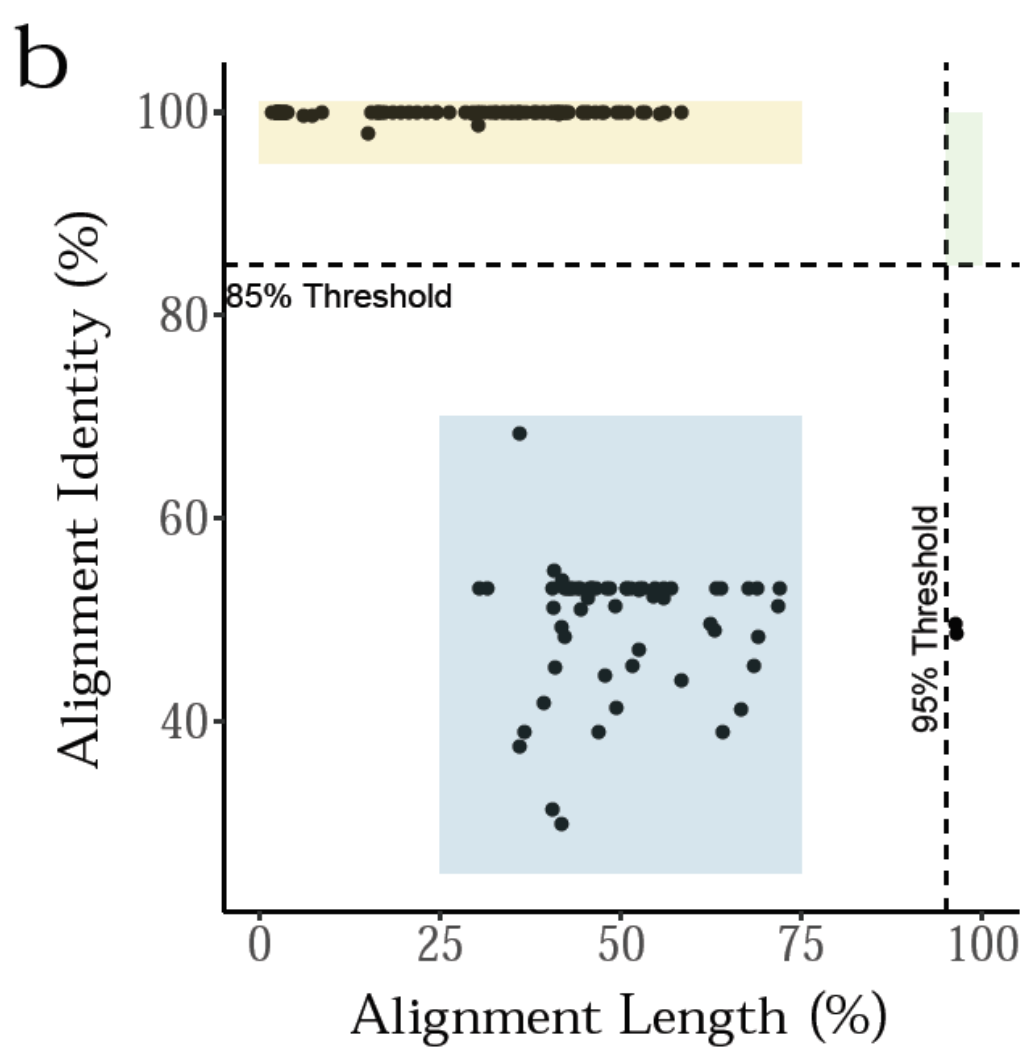 b
Alignment Identity (%)
100
80
60
40
85% Threshold
95% Threshold
0 25 50 75 100
Alignment Length (%)